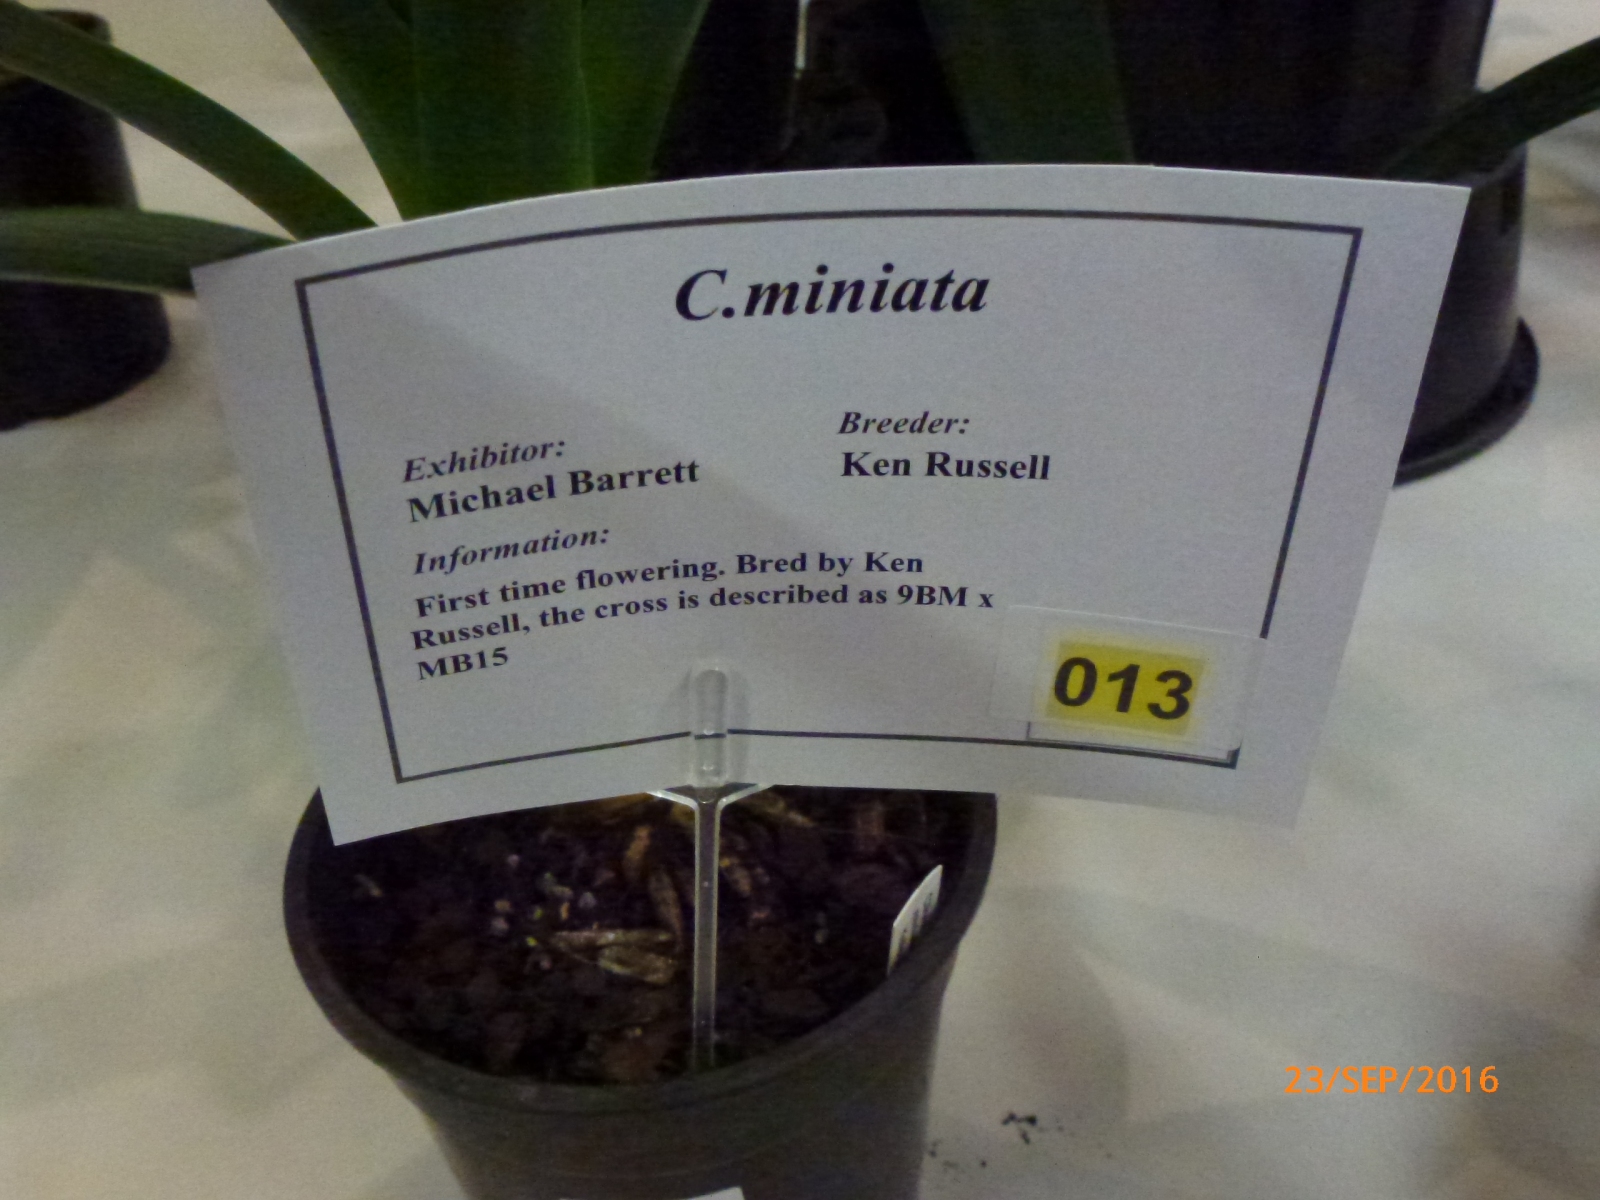 C.miniata
Exhibitor:
Michael Barrett
Breeder:
Ken Russell
Information:
First time flowering. Bred by Ken
Russell, the cross is described as 9BM x
MB15
013
23/SEP/2016